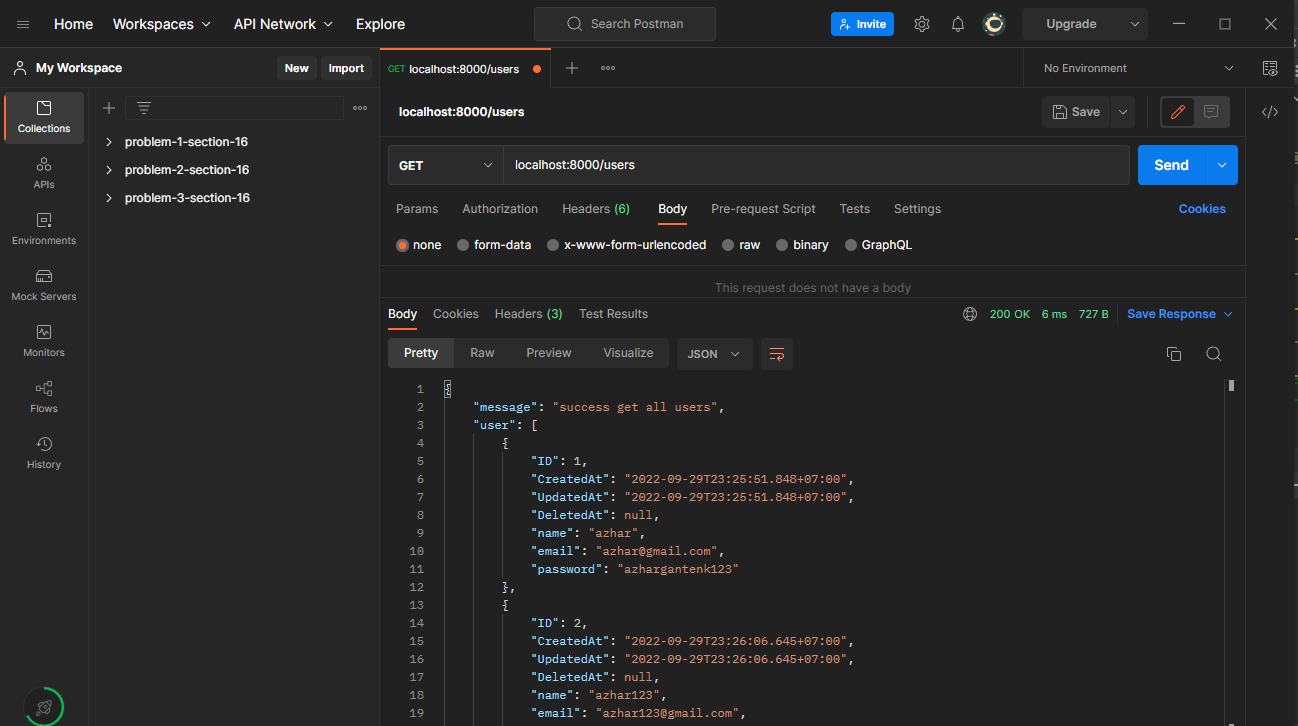 Home Workspaces API Network Explore Search Postman Invite Upgrade
My Workspace New Import GET localhost:8000/users No Environment
localhost:8000/users Save
Collections
APIs
Environments
Mock Servers
Monitors
Flows
History
problem-1-section-16
problem-2-section-16
problem-3-section-16
GET localhost:8000/users Send
Params Authorization Headers (6) Body Pre-request Script Tests Settings Cookies
none form-data x-www-form-urlencoded raw binary GraphQL
This request does not have a body
Body Cookies Headers (3) Test Results 200 OK 6 ms 727 B Save Response
Pretty Raw Preview Visualize JSON
1 {
2 "message": "success get all users",
3 "user": [
4 {
5 "ID": 1,
6 "CreatedAt": "2022-09-29T23:25:51.848+07:00",
7 "UpdatedAt": "2022-09-29T23:25:51.848+07:00",
8 "DeletedAt": null,
9 "name": "azhar",
10 "email": "azhar@gmail.com",
11 "password": "azhargantenk123"
12 },
13 {
14 "ID": 2,
15 "CreatedAt": "2022-09-29T23:26:06.645+07:00",
16 "UpdatedAt": "2022-09-29T23:26:06.645+07:00",
17 "DeletedAt": null,
18 "name": "azhar123",
19 "email": "azhar123@gmail.com",